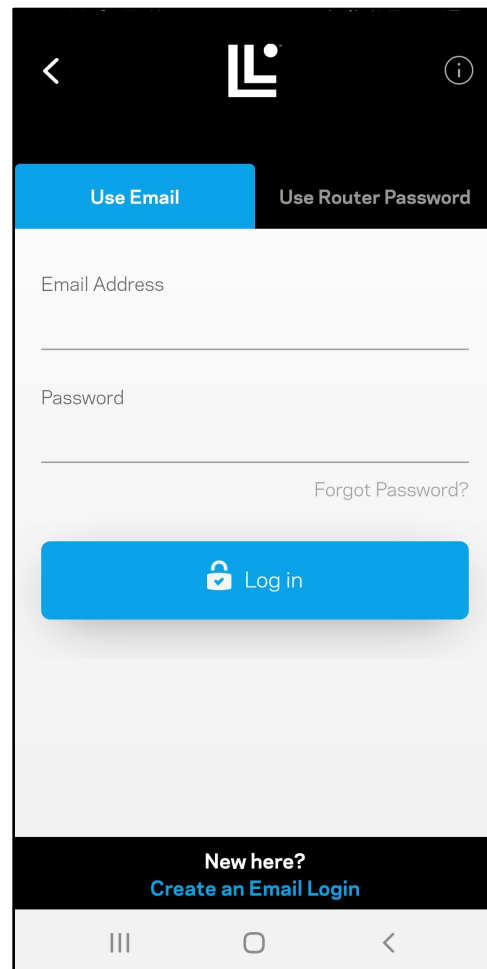 Use Email
Use Router Password
Email Address
Password
Forgot Password?
Log in
New here?
Create an Email Login